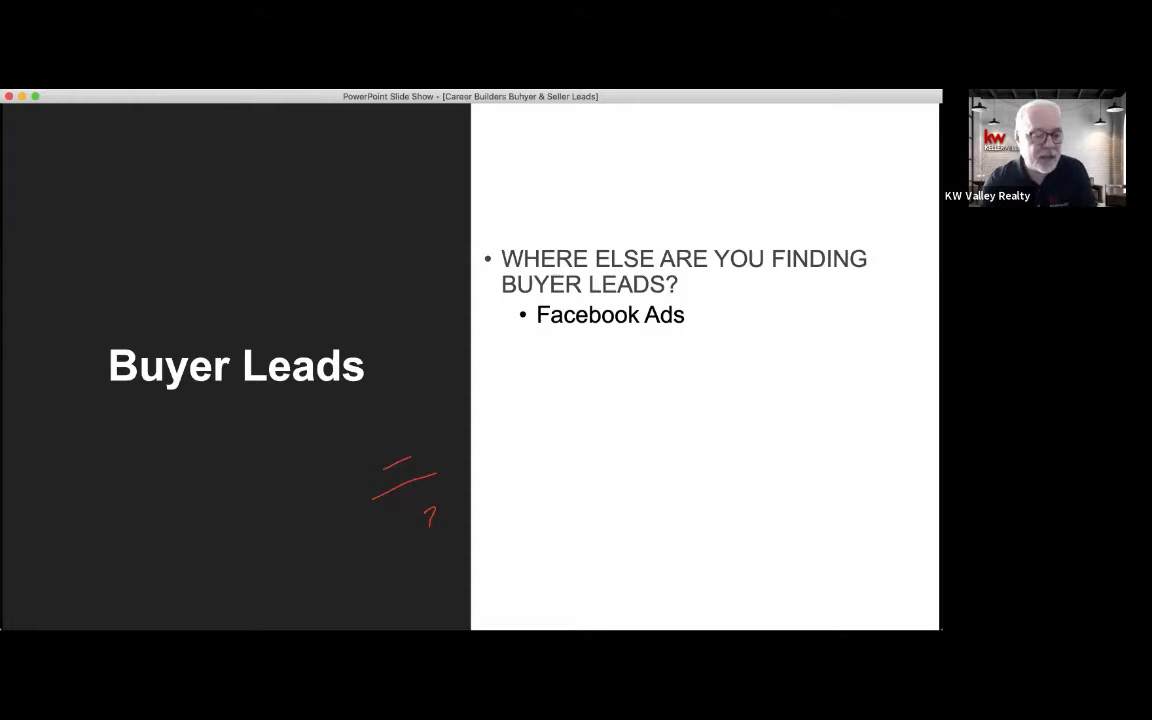 PowerPoint Slide Show - [Career Builders Buhyer & Seller Leads]
kw
KW Valley Realty
• WHERE ELSE ARE YOU FINDING
BUYER LEADS?
• Facebook Ads
Buyer Leads
?